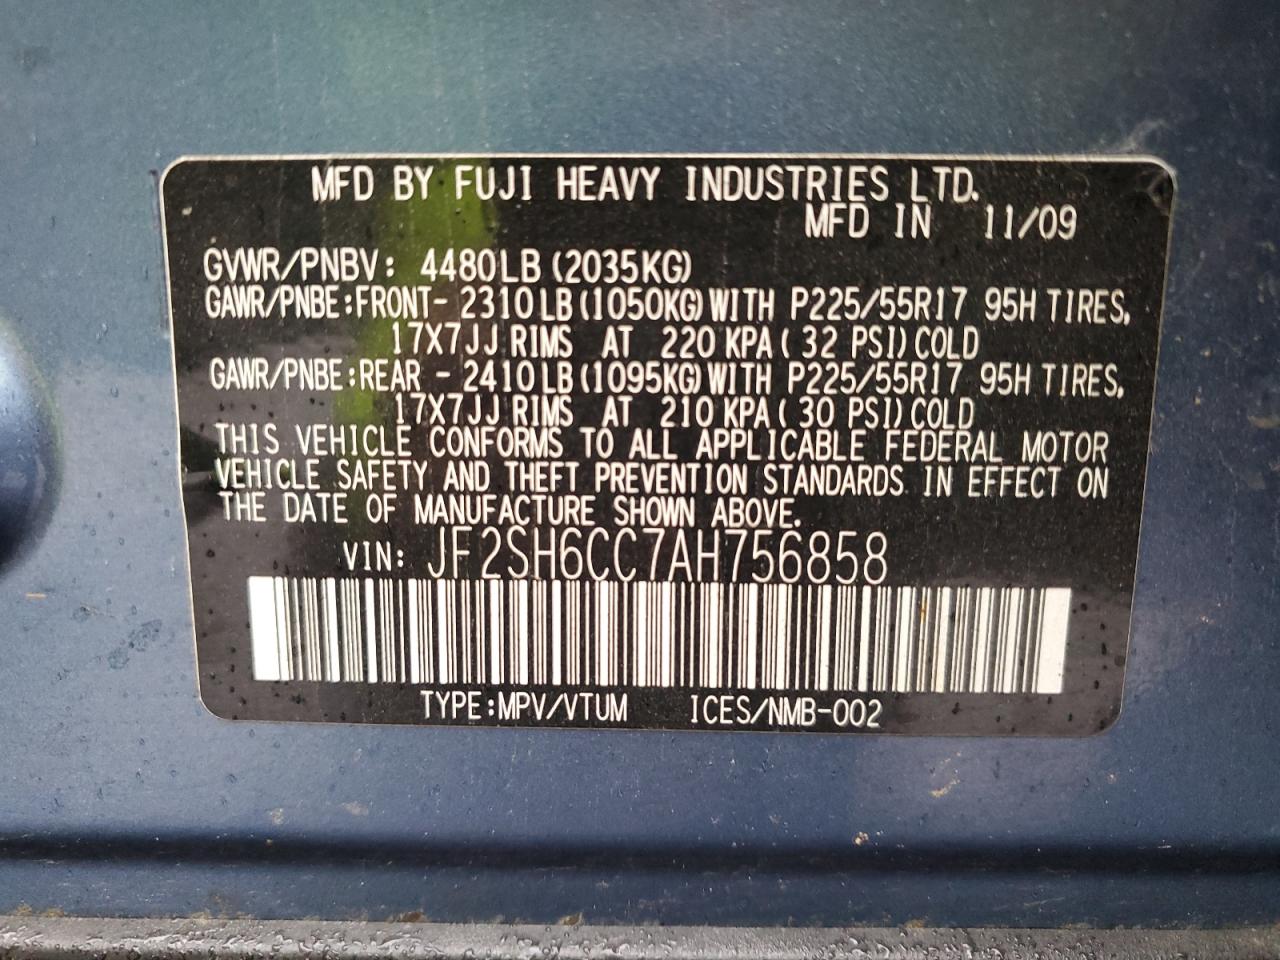 MFD BY FUJI HEAVY INDUSTRIES LTD.
MFD IN 11/09
GVWR/PNBV: 4480LB (2035KG)
GAWR/PNBE:FRONT- 2310LB (1050KG) WITH P225/55R17 95H TIRES,
17X7JJ RIMS AT 220 KPA ( 32 PSI) COLD
GAWR/PNBE:REAR - 2410LB (1095KG) WITH P225/55R17 95H TIRES,
17X7JJ RIMS AT 210 KPA ( 30 PSI) COLD
THIS VEHICLE CONFORMS TO ALL APPLICABLE FEDERAL MOTOR
VEHICLE SAFETY AND THEFT PREVENTION STANDARDS IN EFFECT ON
THE DATE OF MANUFACTURE SHOWN ABOVE.
VIN: JF2SH6CC7AH756858
TYPE:MPV/VTUM ICES/NMB-002